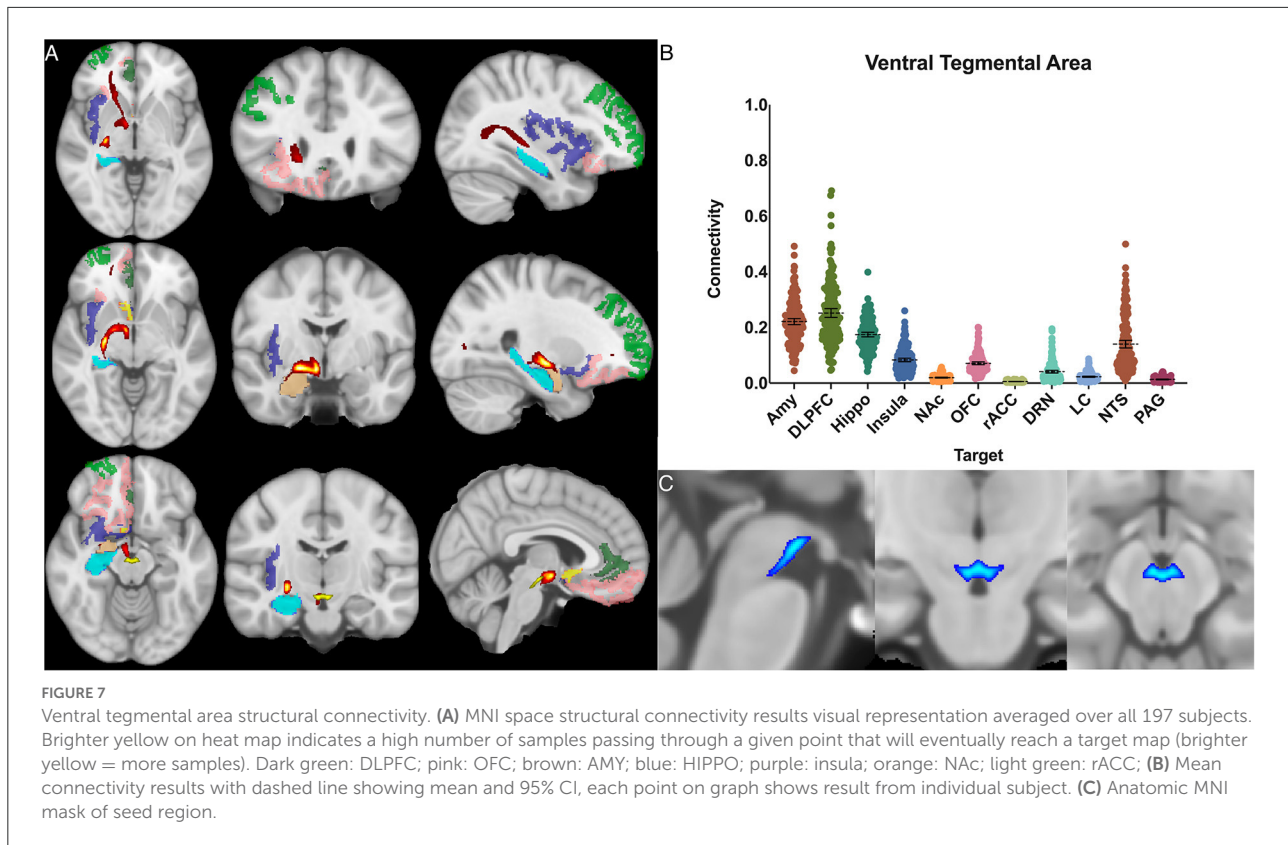 A
B
Ventral Tegmental Area
Connectivity
1.0
0.8
0.6
0.4
0.2
0.0
Amy
DLPFC
Hippo
Insula
NAc
OFC
rACC
DRN
LC
NTS
PAG
Target
C
FIGURE 7
Ventral tegmental area structural connectivity. (A) MNI space structural connectivity results visual representation averaged over all 197 subjects.
Brighter yellow on heat map indicates a high number of samples passing through a given point that will eventually reach a target map (brighter
yellow = more samples). Dark green: DLPFC; pink: OFC; brown: AMY; blue: HIPPO; purple: insula; orange: NAc; light green: rACC; (B) Mean
connectivity results with dashed line showing mean and 95% CI, each point on graph shows result from individual subject. (C) Anatomic MNI
mask of seed region.